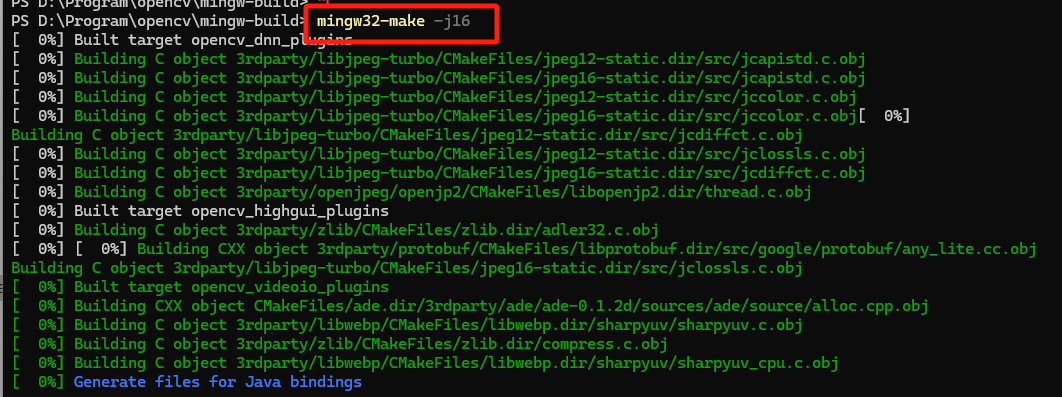 PS D:\Program\opencv\mingw-build>
PS D:\Program\opencv\mingw-build> mingw32-make -j16
[  0%] Built target opencv_dnn_plugins
[  0%] Building C object 3rdparty/libjpeg-turbo/CMakeFiles/jpeg12-static.dir/src/jcapistd.c.obj
[  0%] Building C object 3rdparty/libjpeg-turbo/CMakeFiles/jpeg16-static.dir/src/jcapistd.c.obj
[  0%] Building C object 3rdparty/libjpeg-turbo/CMakeFiles/jpeg12-static.dir/src/jccolor.c.obj
[  0%] Building C object 3rdparty/libjpeg-turbo/CMakeFiles/jpeg16-static.dir/src/jccolor.c.obj[  0%]
Building C object 3rdparty/libjpeg-turbo/CMakeFiles/jpeg12-static.dir/src/jcdiffct.c.obj
[  0%] Building C object 3rdparty/libjpeg-turbo/CMakeFiles/jpeg12-static.dir/src/jclossls.c.obj
[  0%] Building C object 3rdparty/libjpeg-turbo/CMakeFiles/jpeg16-static.dir/src/jcdiffct.c.obj
[  0%] Building C object 3rdparty/openjpeg/openjp2/CMakeFiles/libopenjp2.dir/thread.c.obj
[  0%] Built target opencv_highgui_plugins
[  0%] Building C object 3rdparty/zlib/CMakeFiles/zlib.dir/adler32.c.obj
[  0%] [  0%] Building CXX object 3rdparty/protobuf/CMakeFiles/libprotobuf.dir/src/google/protobuf/any_lite.cc.obj
Building C object 3rdparty/libjpeg-turbo/CMakeFiles/jpeg16-static.dir/src/jclossls.c.obj
[  0%] Built target opencv_videoio_plugins
[  0%] Building CXX object CMakeFiles/ade.dir/3rdparty/ade/ade-0.1.2d/sources/ade/source/alloc.cpp.obj
[  0%] Building C object 3rdparty/libwebp/CMakeFiles/libwebp.dir/sharpyuv/sharpyuv.c.obj
[  0%] Building C object 3rdparty/zlib/CMakeFiles/zlib.dir/compress.c.obj
[  0%] Building C object 3rdparty/libwebp/CMakeFiles/libwebp.dir/sharpyuv/sharpyuv_cpu.c.obj
[  0%] Generate files for Java bindings